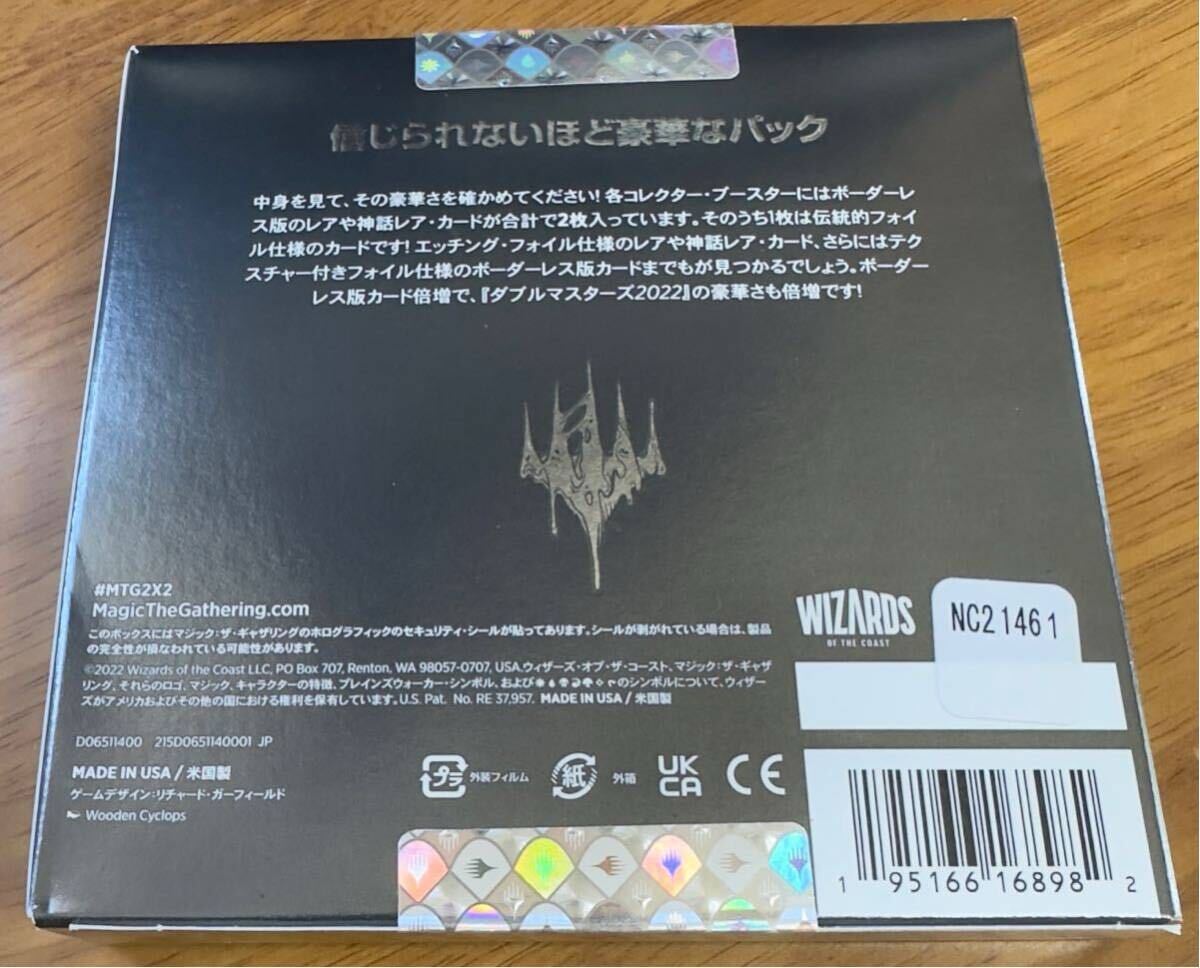 信じられないほど豪華なパック
中身を見て、その豪華さを確かめてください! 各コレクター・ブースターにはボーダーレ
ス版のレアや神話レア・カードが合計で2枚入っています。そのうち1枚は伝統的フォイ
ル仕様のカードです! エッチング・フォイル仕様のレアや神話レア・カード、さらにはテク
スチャー付きフォイル仕様のボーダーレス版カードまでもが見つかるでしょう。ボーダー
レス版カード倍増で、『ダブルマスターズ2022』の豪華さも倍増です!
#MTG2X2
MagicTheGathering.com
このボックスにはマジック:ザ・ギャザリングのホログラフィックのセキュリティ・シールが貼ってあります。シールが剥がれている場合は、製品
の完全性が損なわれている可能性があります。
©2022 Wizards of the Coast LLC, PO Box 707, Renton, WA 98057-0707, USA.ウィザーズ・オブ・ザ・コースト、マジック:ザ・ギャザ
リング、それらのロゴ、マジック、キャラクターの特徴、プレインズウォーカー・シンボル、および のシンボルについて、ウィザー
ズがアメリカおよびその他の国における権利を保有しています。U.S. Pat. No. RE 37,957. MADE IN USA / 米国製
D06511400 215D0651140001 JP
MADE IN USA / 米国製
ゲームデザイン:リチャード・ガーフィールド
Wooden Cyclops
プラ 外装フィルム
紙 外箱
UK
CA
CE
WIZARDS
OF THE COAST
NC21461
1 95166 16898 2